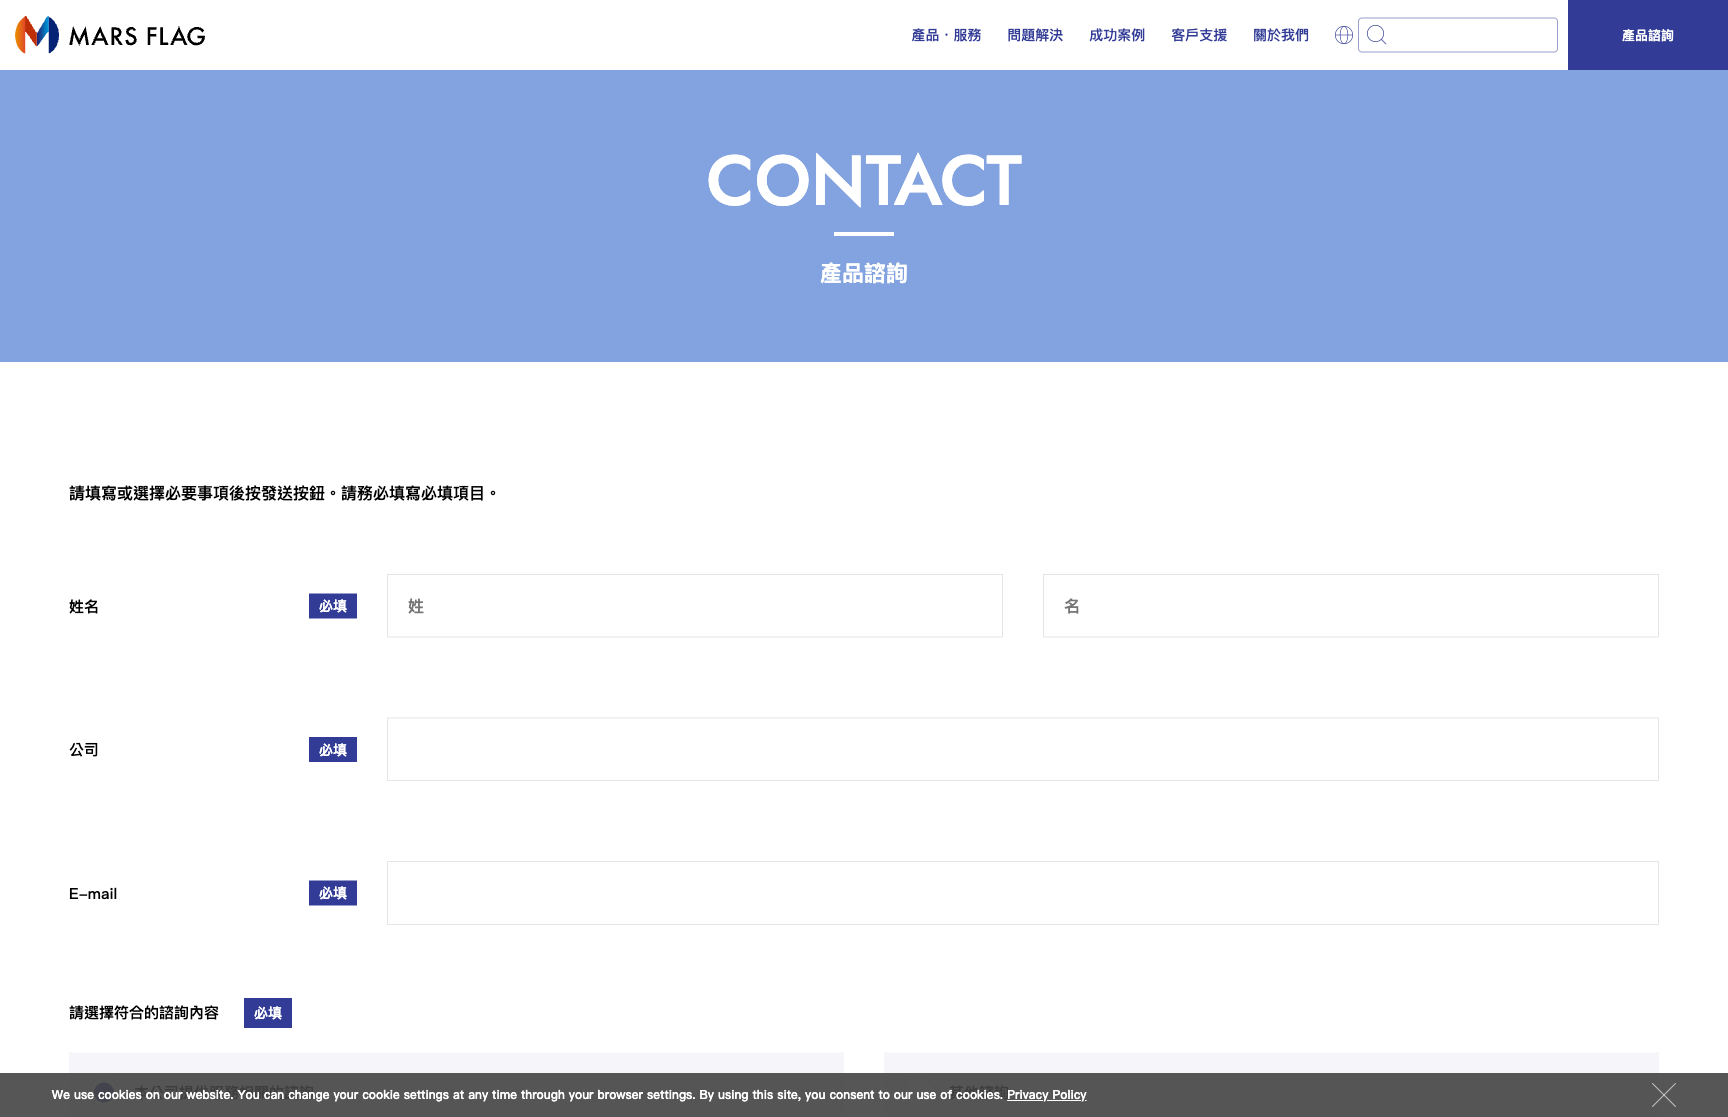 MARS FLAG
產品・服務 問題解決 成功案例 客戶支援 關於我們
產品諮詢
CONTACT
產品諮詢
請填寫或選擇必要事項後按發送按鈕。請務必填寫必填項目。
姓名 必填 姓 名
公司 必填
E-mail 必填
請選擇符合的諮詢內容 必填
We use cookies on our website. You can change your cookie settings at any time through your browser settings. By using this site, you consent to our use of cookies. Privacy Policy